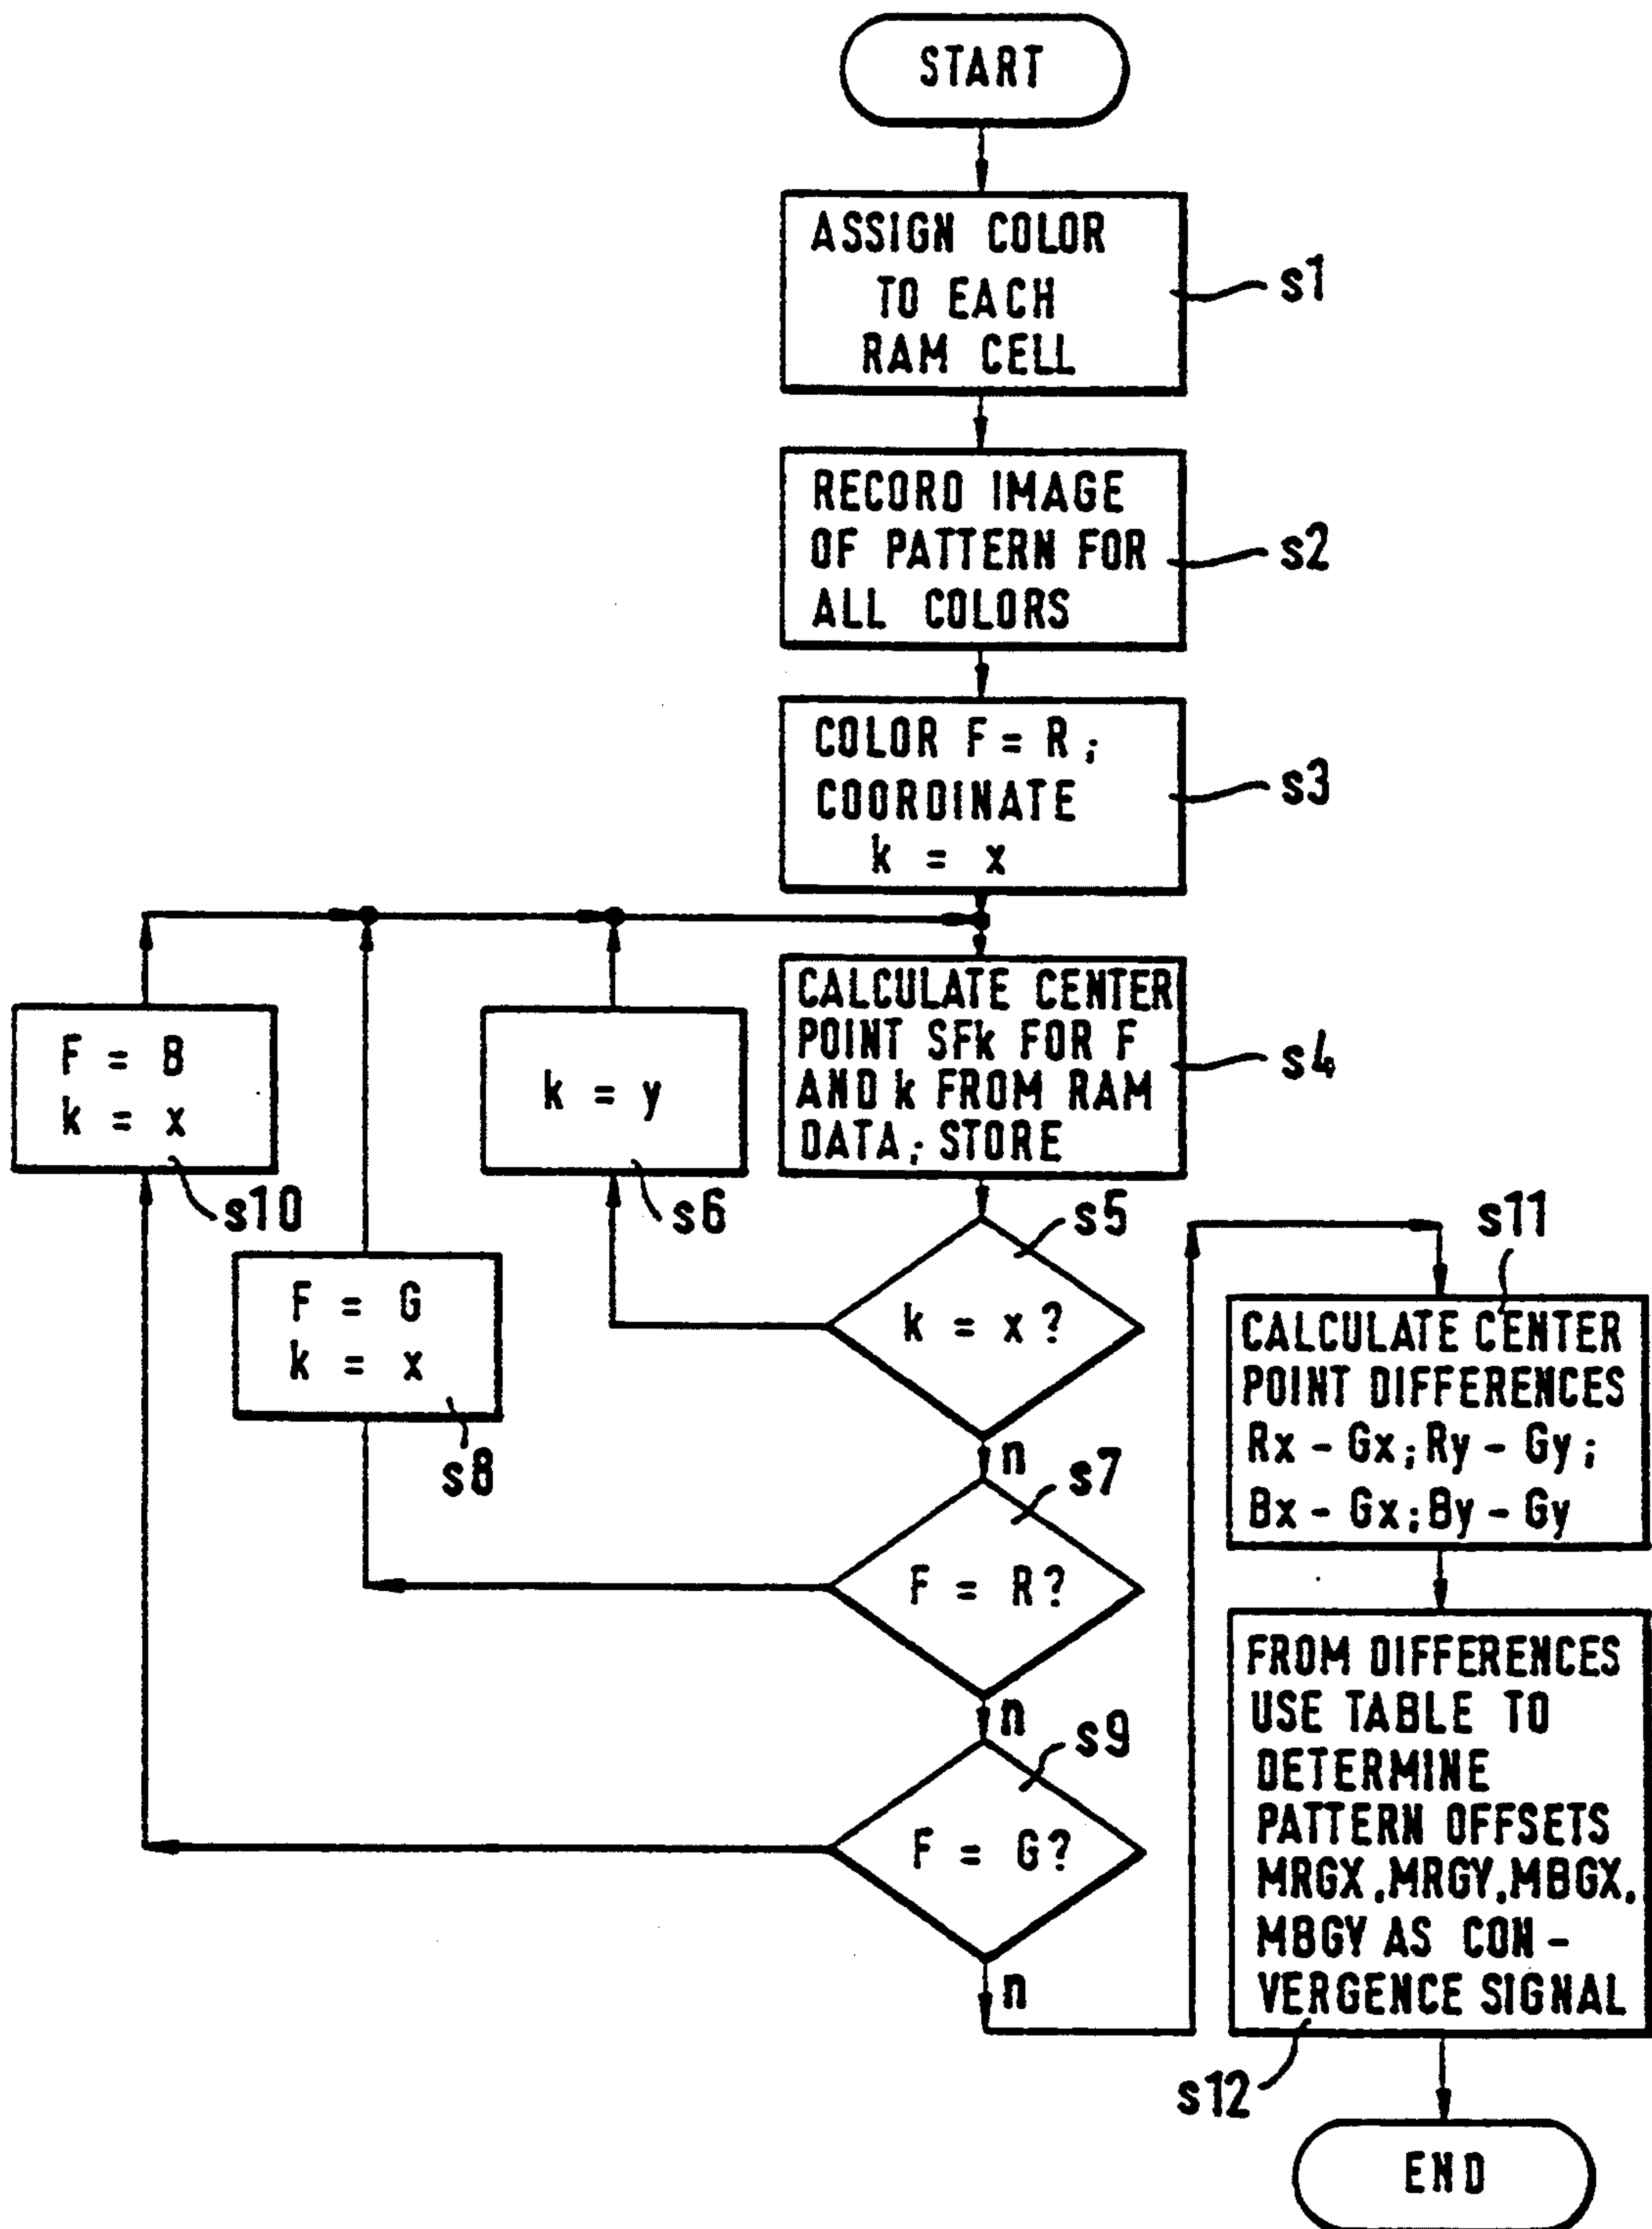 START
ASSIGN COLOR
TO EACH
RAM CELL
s1
RECORD IMAGE
OF PATTERN FOR
ALL COLORS
s2
COLOR F = R ;
COORDINATE
k = x
s3
CALCULATE CENTER
POINT SFk FOR F
AND k FROM RAM
DATA ; STORE
s4
F = B
k = x
s10
k = y
s6
F = G
k = x
s8
k = x ?
s5
n
F = R ?
s7
n
F = G ?
s9
n
s11
CALCULATE CENTER
POINT DIFFERENCES
Rx - Gx ; Ry - Gy ;
Bx - Gx ; By - Gy
FROM DIFFERENCES
USE TABLE TO
DETERMINE
PATTERN OFFSETS
MRGX , MRGY , MBGX ,
MBGY AS CON -
VERGENCE SIGNAL
s12
END